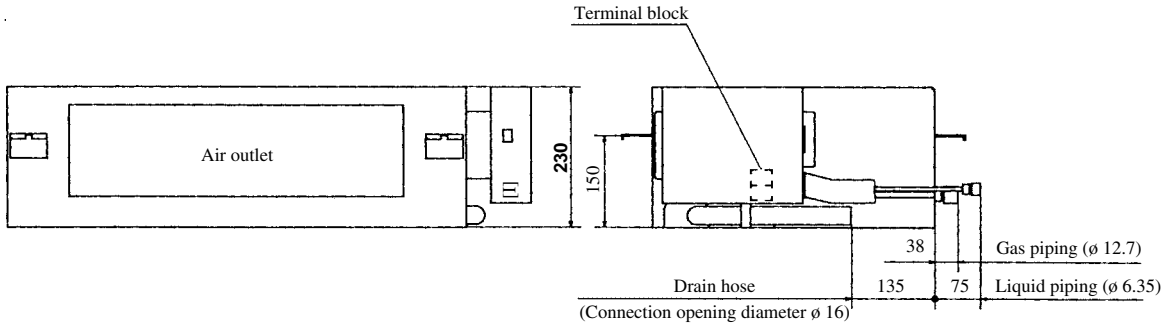 Terminal block
Air outlet
230
150
38
Gas piping (ø 12.7)
Drain hose
135
75
Liquid piping (ø 6.35)
(Connection opening diameter ø 16)